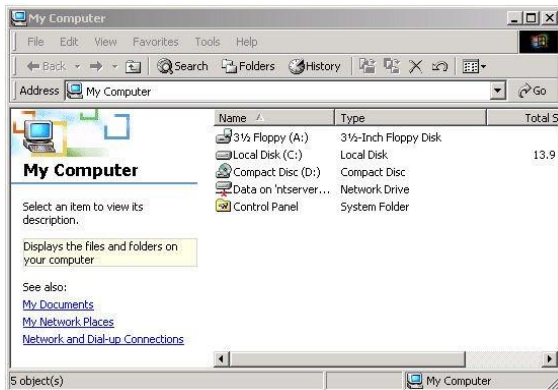 My Computer
File Edit View Favorites Tools Help
Back Search Folders History
Address My Computer Go
Name Type Total S
3½ Floppy (A:) 3½-Inch Floppy Disk
Local Disk (C:) Local Disk 13.9
Compact Disc (D:) Compact Disc
Data on 'ntserver... Network Drive
Control Panel System Folder
My Computer
Select an item to view its
description.
Displays the files and folders on
your computer
See also:
My Documents
My Network Places
Network and Dial-up Connections
5 object(s) My Computer